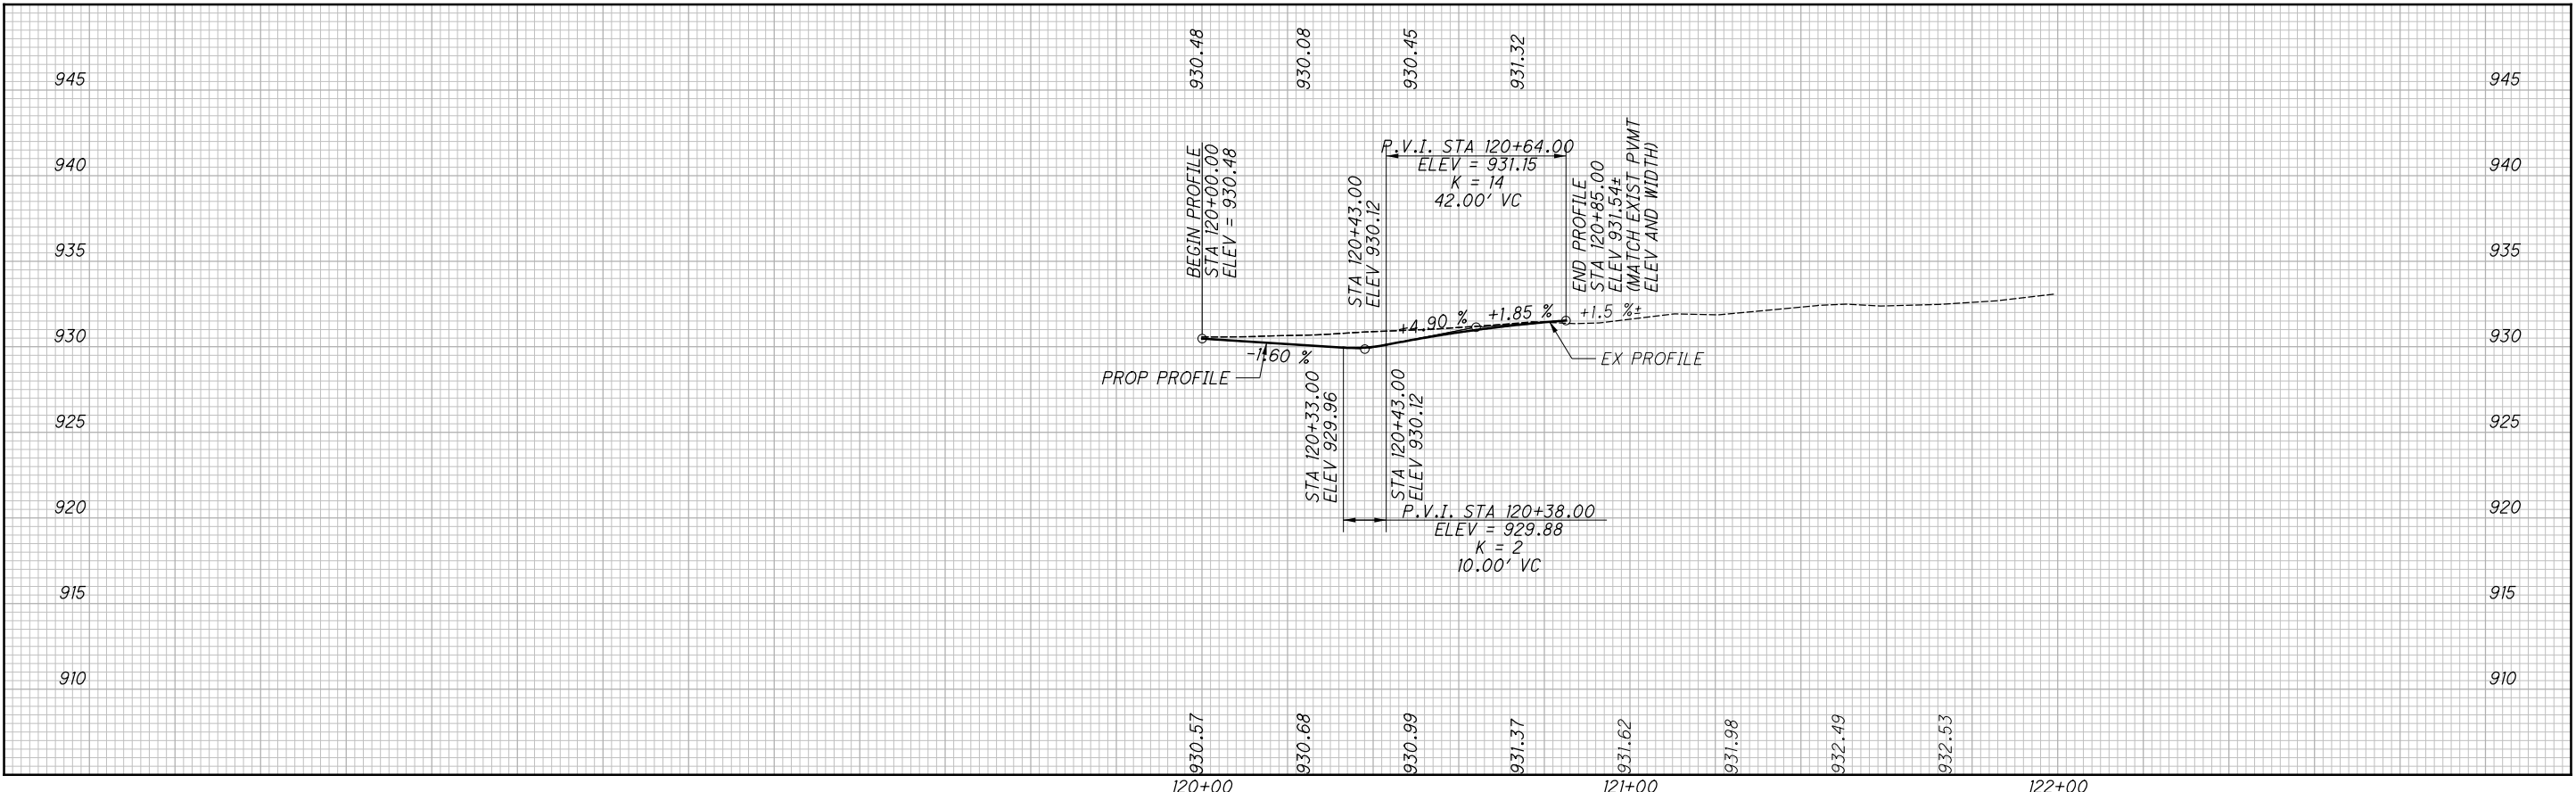 930.48
930.08
930.45
931.32
945
945
940
940
935
935
930
930
925
925
920
920
915
915
910
910
BEGIN PROFILE
STA 120+00.00
ELEV = 930.48
STA 120+43.00
ELEV 930.12
P.V.I. STA 120+64.00
ELEV = 931.15
K = 14
42.00' VC
END PROFILE
STA 120+85.00
ELEV 931.54±
(MATCH EXIST PVMT
ELEV AND WIDTH)
-1.60 %
+4.90 %
+1.85 %
+1.5 %±
PROP PROFILE
EX PROFILE
STA 120+33.00
ELEV 929.96
STA 120+43.00
ELEV 930.12
P.V.I. STA 120+38.00
ELEV = 929.88
K = 2
10.00' VC
930.57
930.68
930.99
931.37
931.62
931.98
932.49
932.53
120+00
121+00
122+00